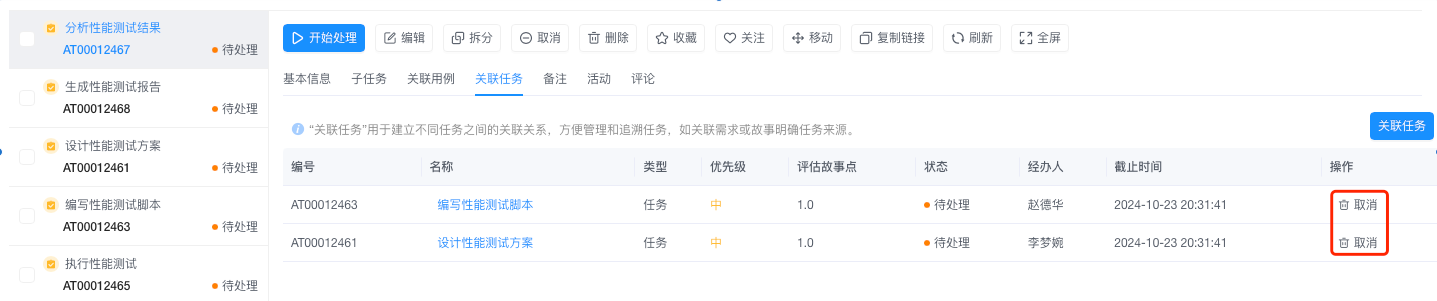 分析性能测试结果
AT00012467 待处理
生成性能测试报告
AT00012468 待处理
设计性能测试方案
AT00012461 待处理
编写性能测试脚本
AT00012463 待处理
执行性能测试
AT00012465 待处理
开始处理 编辑 拆分 取消 删除 收藏 关注 移动 复制链接 刷新 全屏
基本信息 子任务 关联用例 关联任务 备注 活动 评论
“关联任务”用于建立不同任务之间的关联关系，方便管理和追溯任务，如关联需求或故事明确任务来源。
关联任务
编号 名称 类型 优先级 评估故事点 状态 经办人 截止时间 操作
AT00012463 编写性能测试脚本 任务 中 1.0 待处理 赵德华 2024-10-23 20:31:41 取消
AT00012461 设计性能测试方案 任务 中 1.0 待处理 李梦婉 2024-10-23 20:31:41 取消